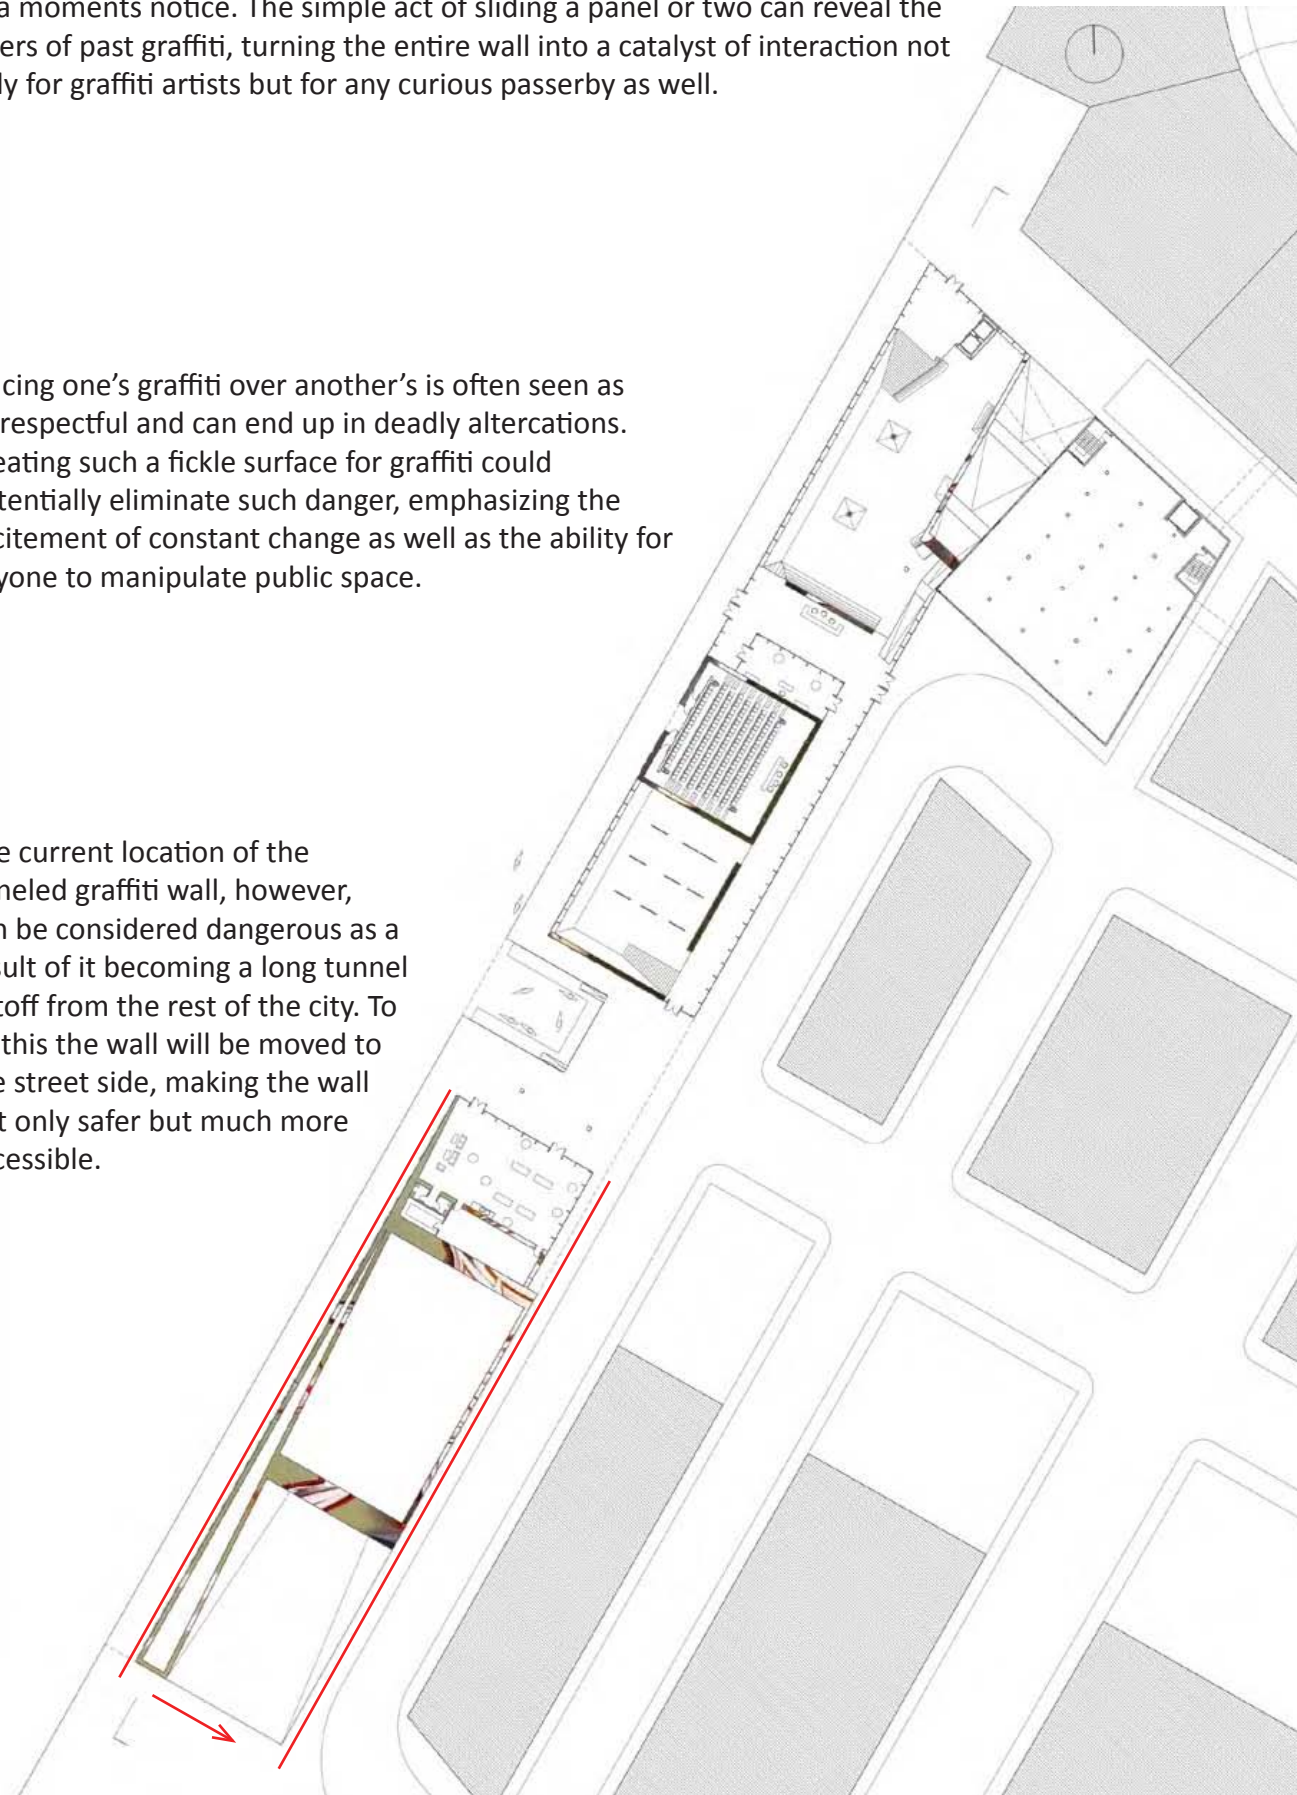 a moments notice. The simple act of sliding a panel or two can reveal the
ers of past graffiti, turning the entire wall into a catalyst of interaction not
ly for graffiti artists but for any curious passerby as well.
cing one's graffiti over another's is often seen as
respectful and can end up in deadly altercations.
eating such a fickle surface for graffiti could
tentially eliminate such danger, emphasizing the
citement of constant change as well as the ability for
yone to manipulate public space.
e current location of the
neled graffiti wall, however,
n be considered dangerous as a
sult of it becoming a long tunnel
toff from the rest of the city. To
this the wall will be moved to
e street side, making the wall
t only safer but much more
cessible.